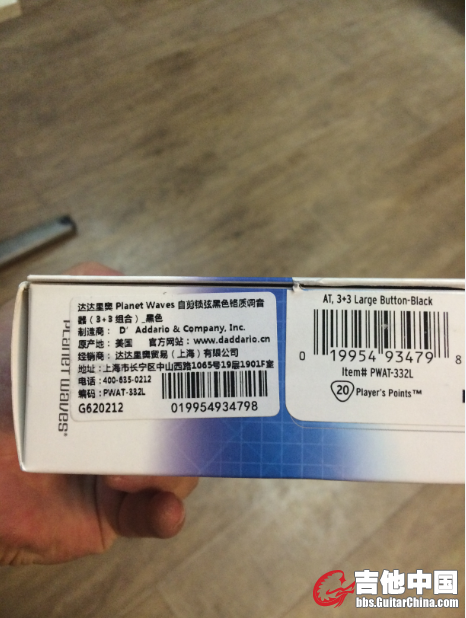 PLANET WAVES®
达达里奥 Planet Waves 自剪锁弦黑色锆质调音
器（3+3组合）_黑色
制造商： D' Addario & Company, Inc.
原产地： 美国 官方网站：www.daddario.cn
经销商： 达达里奥贸易（上海）有限公司
地址：上海市长宁区中山西路1065号19层1901F室
电话：400-635-0212
编码：PWAT-332L
G620212
019954934798
AT, 3+3 Large Button-Black
0 19954 93479 8
Item# PWAT-332L
20 Player's Points™
吉他中国
bbs.GuitarChina.com